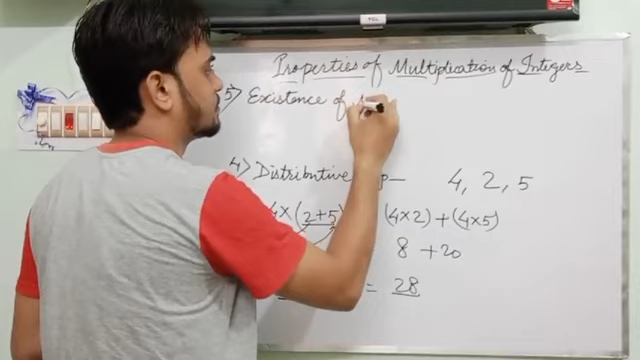 TCL
Properties of Multiplication of Integers
5) Existence of
4) Distributive p—
4, 2, 5
4×(2+5) (4×2)+(4×5)
8 +20
= 28